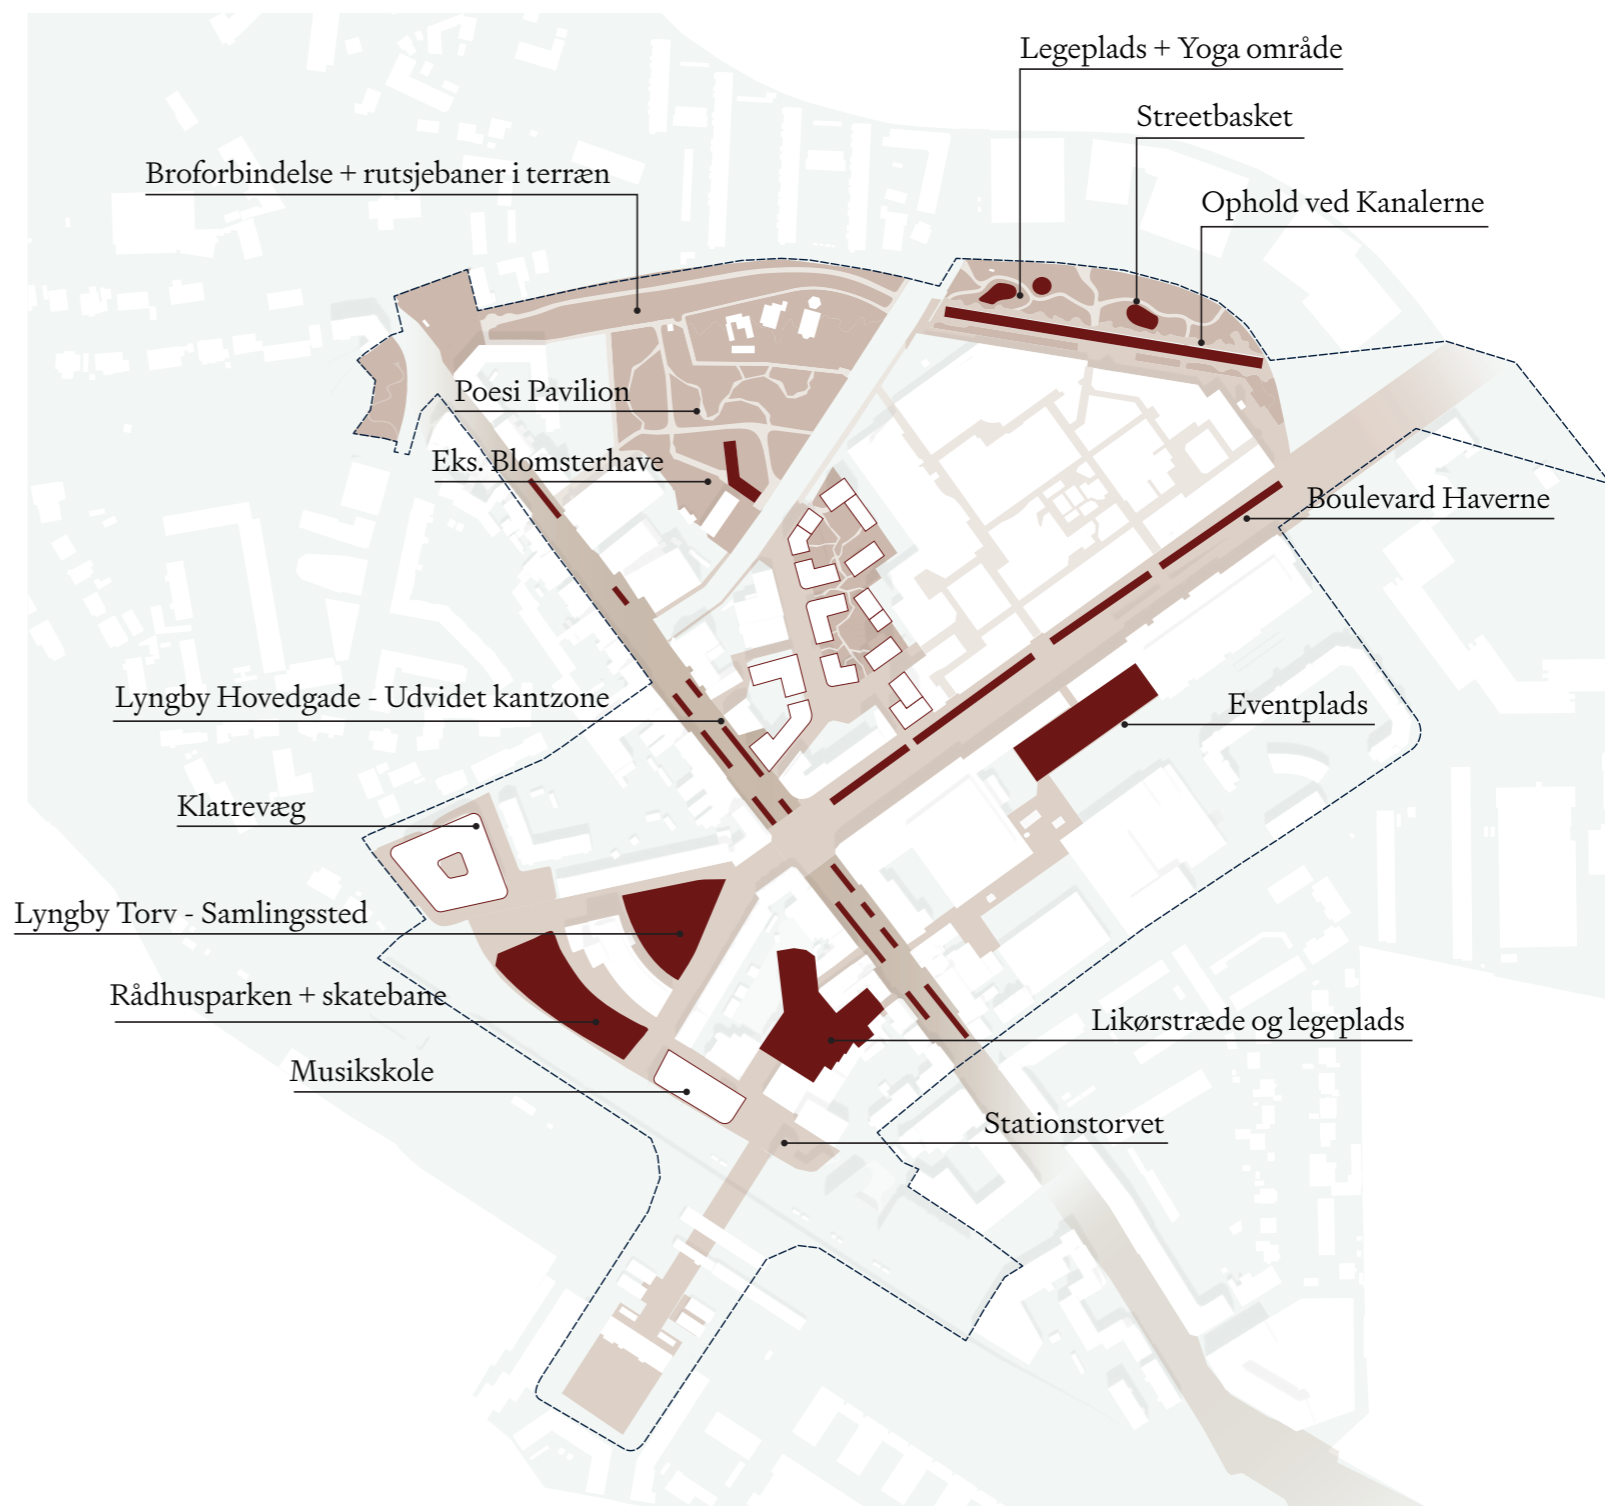 Legeplads + Yoga område
Streetbasket
Broforbindelse + rutsjebaner i terræn
Ophold ved Kanalerne
Poesi Pavilion
Eks. Blomsterhave
Boulevard Haverne
Lyngby Hovedgade - Udvidet kantzone
Eventplads
Klatrevæg
Lyngby Torv - Samlingssted
Rådhusparken + skatebane
Likørstræde og legeplads
Musikskole
Stationstorvet